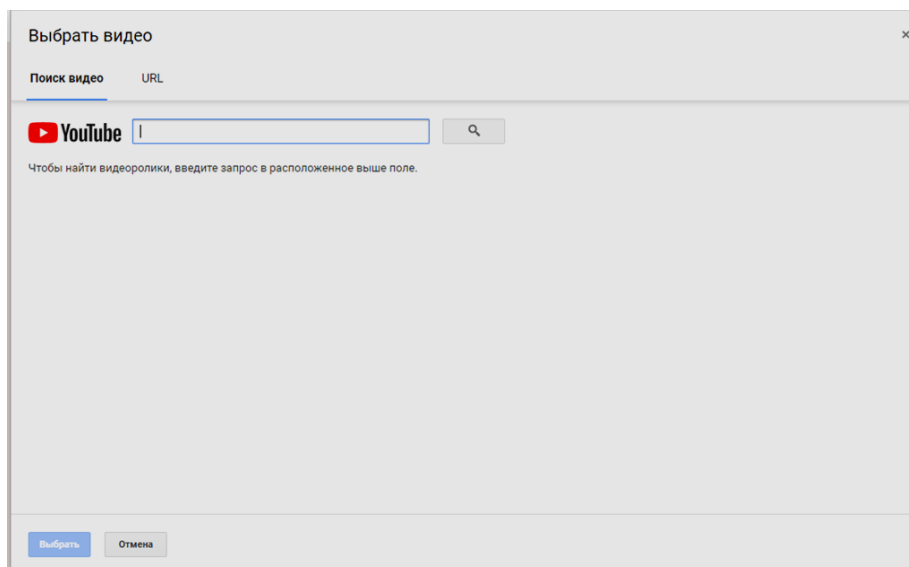 Выбрать видео
Поиск видео URL
YouTube
Чтобы найти видеоролики, введите запрос в расположенное выше поле.
Выбрать Отмена